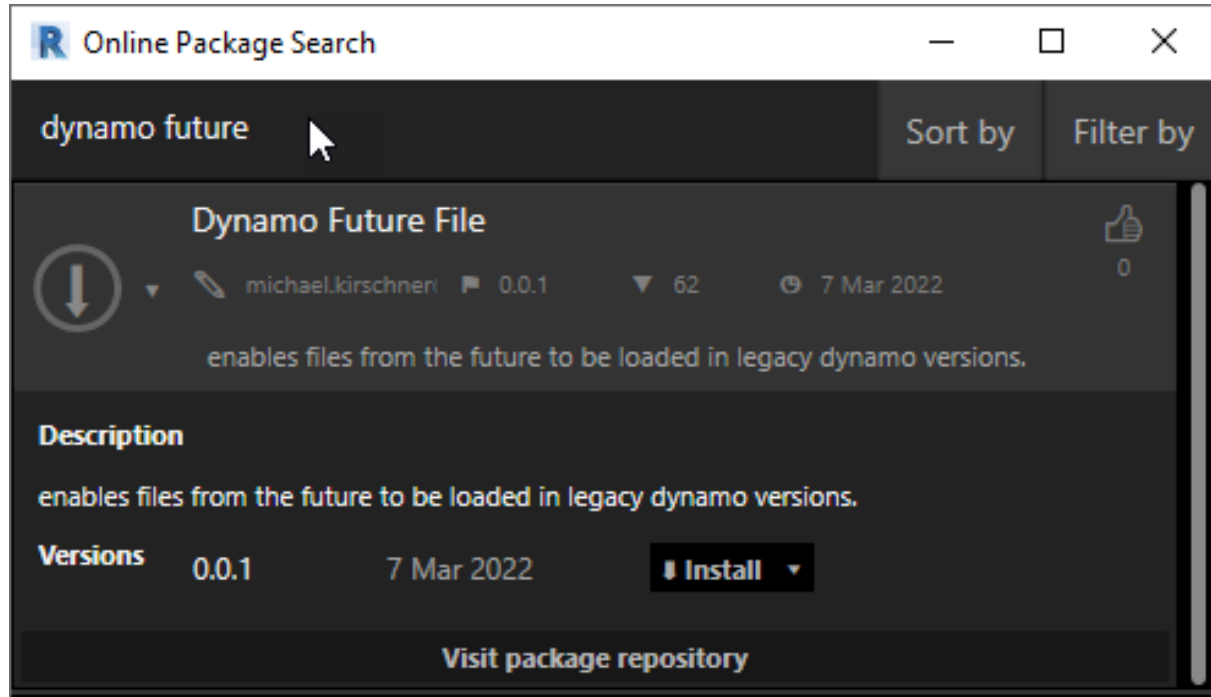 R Online Package Search
dynamo future Sort by Filter by
Dynamo Future File
michael.kirschner 0.0.1 62 7 Mar 2022 0
enables files from the future to be loaded in legacy dynamo versions.
Description
enables files from the future to be loaded in legacy dynamo versions.
Versions 0.0.1 7 Mar 2022 Install
Visit package repository